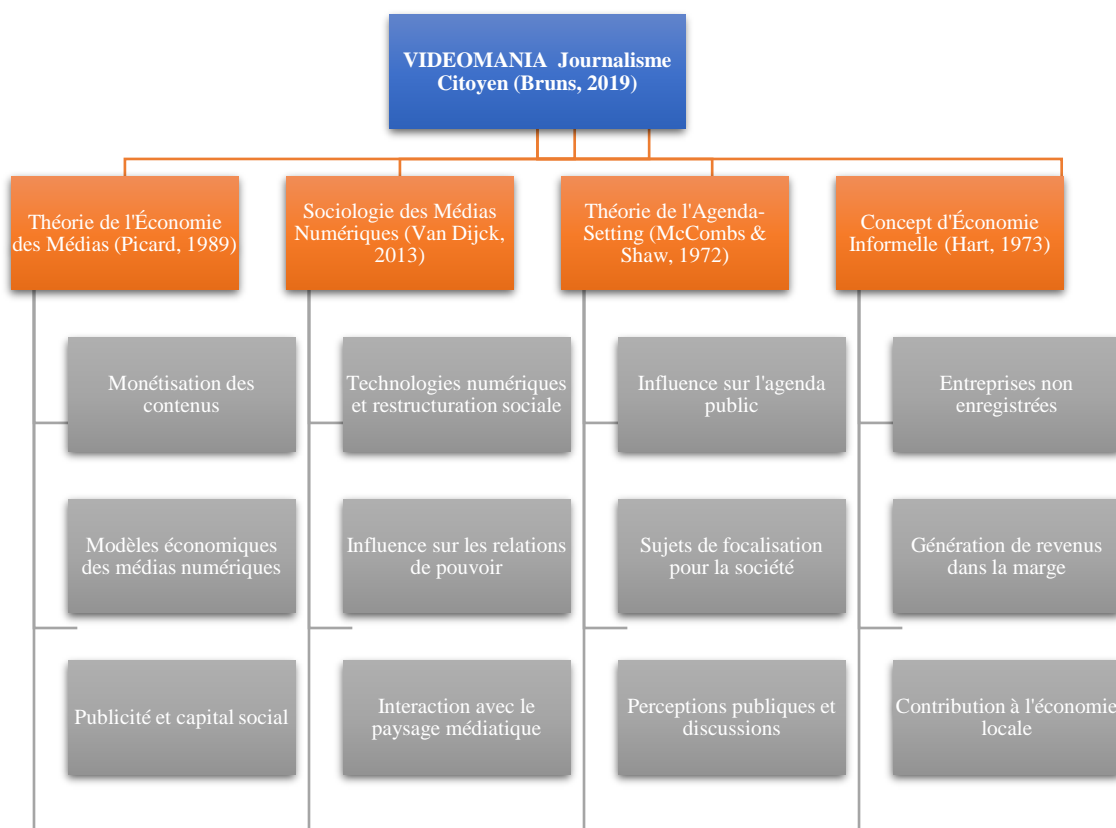 VIDEOMANIA Journalisme
Citoyen (Bruns, 2019)
Théorie de l'Économie
des Médias (Picard, 1989)
Sociologie des Médias
Numériques (Van Dijck,
2013)
Théorie de l'Agenda-
Setting (McCombs &
Shaw, 1972)
Concept d'Économie
Informelle (Hart, 1973)
Monétisation des
contenus
Technologies numériques
et restructuration sociale
Influence sur l'agenda
public
Entreprises non
enregistrées
Modèles économiques
des médias numériques
Influence sur les relations
de pouvoir
Sujets de focalisation
pour la société
Génération de revenus
dans la marge
Publicité et capital social
Interaction avec le
paysage médiatique
Perceptions publiques et
discussions
Contribution à l'économie
locale